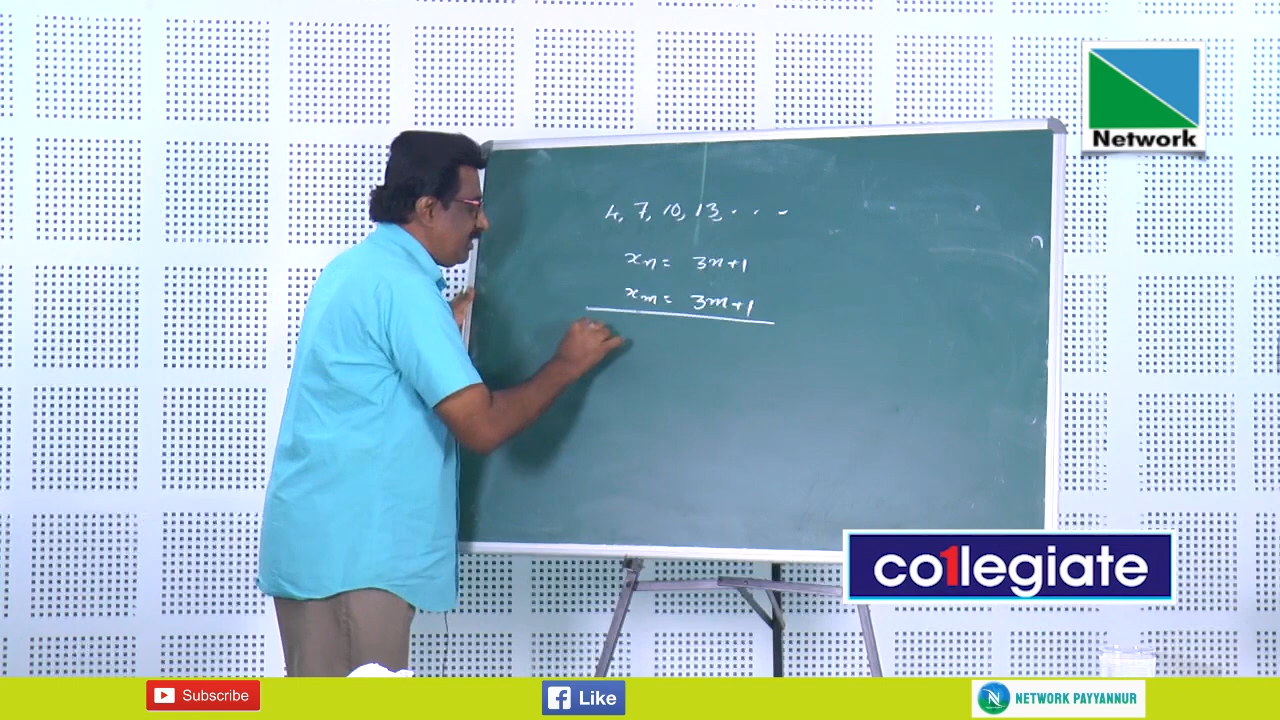 Network
4, 7, 10, 13, . . .
xn = 3n+1
xm = 3m+1
co1legiate
Subscribe
f Like
N NETWORK PAYYANNUR